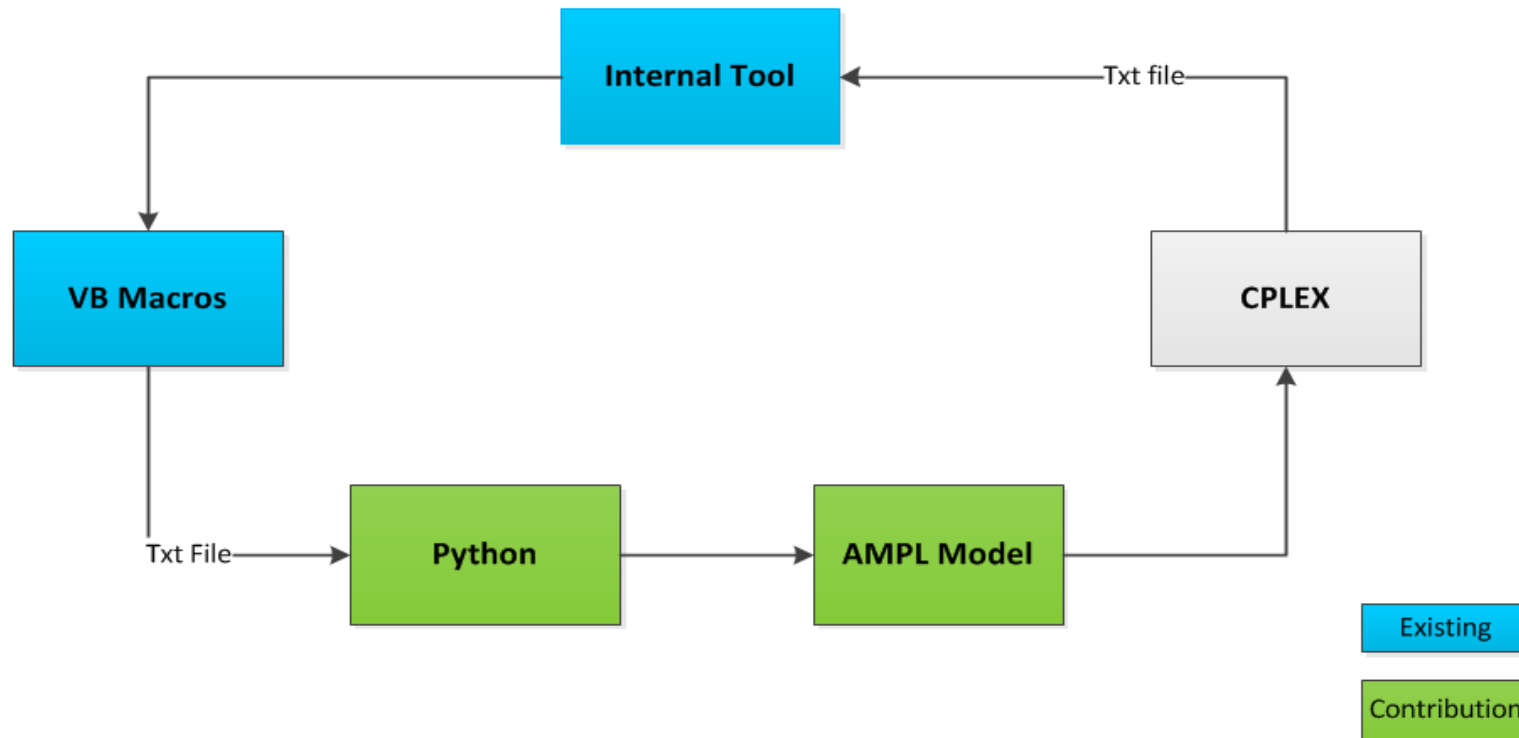 Internal Tool
Txt file
VB Macros
CPLEX
Txt File
Python
AMPL Model
Existing
Contribution